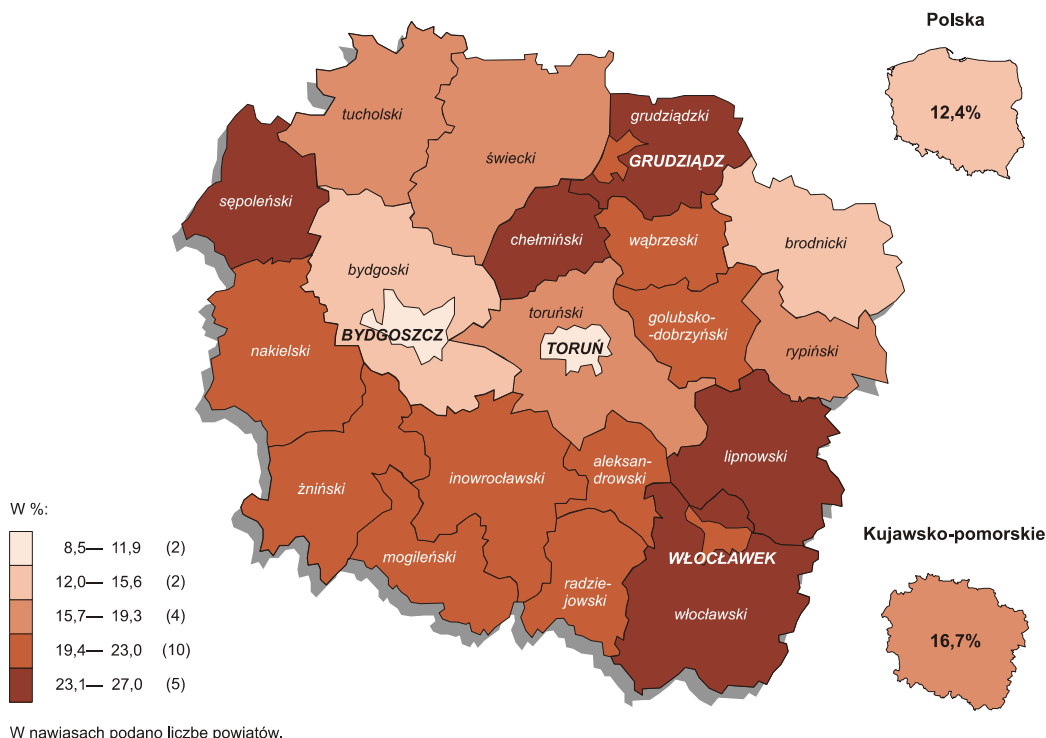 Polska
12,4%
tucholski
grudziądzki
świecki
GRUDZIĄDZ
sępoleński
chełmiński
wąbrzeski
brodnicki
bydgoski
toruński
golubsko-
-dobrzyński
BYDGOSZCZ
TORUŃ
nakielski
rypiński
lipnowski
aleksan-
drowski
inowrocławski
żniński
mogileński
WŁOCŁAWEK
radzie-
jowski
włocławski
Kujawsko-pomorskie
16,7%
W %:
8,5— 11,9 (2)
12,0— 15,6 (2)
15,7— 19,3 (4)
19,4— 23,0 (10)
23,1— 27,0 (5)
W nawiasach podano liczbę powiatów.